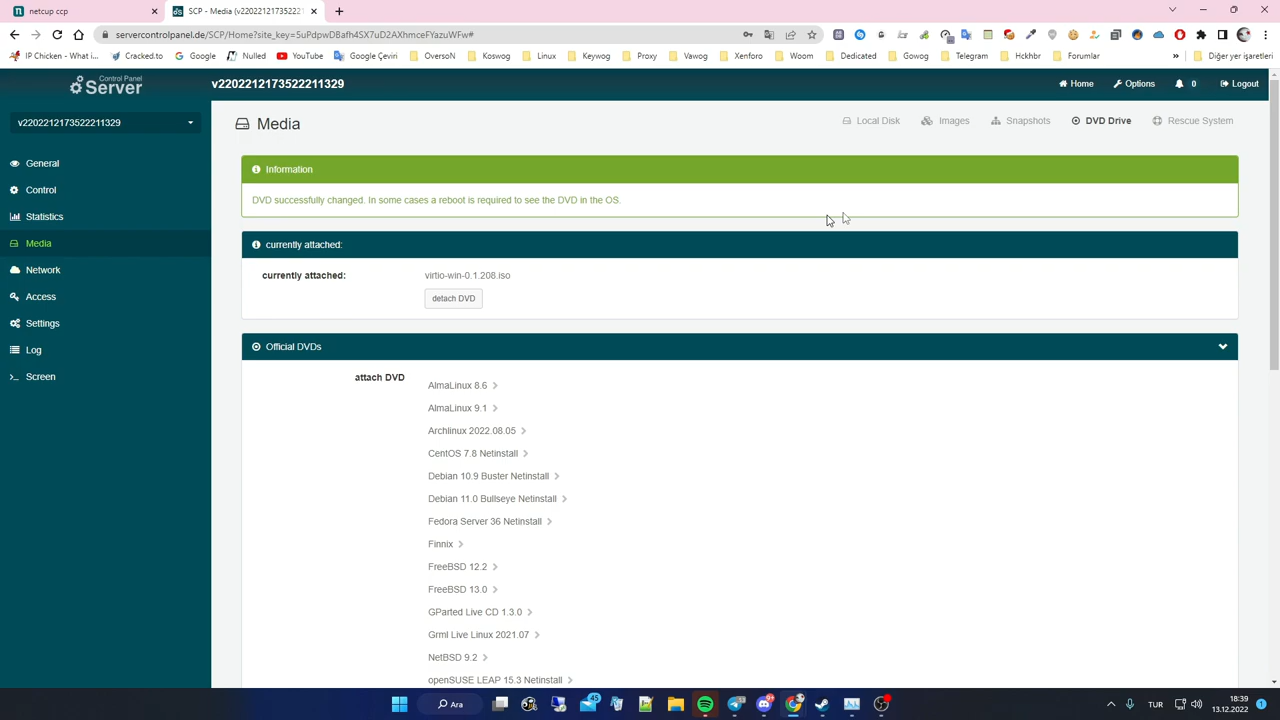 netcup ccp
SCP - Media (v2202212173522
servercontrolpanel.de/SCP/Home?site_key=5uPdpwDBafh4SX7uD2AXhmceFYazuWFw#
IP Chicken - What i...
Cracked.to
Google
Nulled
YouTube
Google Çeviri
OversoN
Koswog
Linux
Keywog
Proxy
Vawog
Xenforo
Woom
Dedicated
Gowog
Telegram
Hckhbr
Forumlar
»
Diğer yer işaretleri
Control Panel
Server
v2202212173522211329
Home
Options
0
Logout
v2202212173522211329
Media
Local Disk
Images
Snapshots
DVD Drive
Rescue System
General
Control
Statistics
Media
Network
Access
Settings
Log
Screen
Information
DVD successfully changed. In some cases a reboot is required to see the DVD in the OS.
currently attached:
currently attached:
virtio-win-0.1.208.iso
detach DVD
Official DVDs
attach DVD
AlmaLinux 8.6
AlmaLinux 9.1
Archlinux 2022.08.05
CentOS 7.8 Netinstall
Debian 10.9 Buster Netinstall
Debian 11.0 Bullseye Netinstall
Fedora Server 36 Netinstall
Finnix
FreeBSD 12.2
FreeBSD 13.0
GParted Live CD 1.3.0
Grml Live Linux 2021.07
NetBSD 9.2
openSUSE LEAP 15.3 Netinstall
Ara
45
9+
TUR
18:39
13.12.2022
1